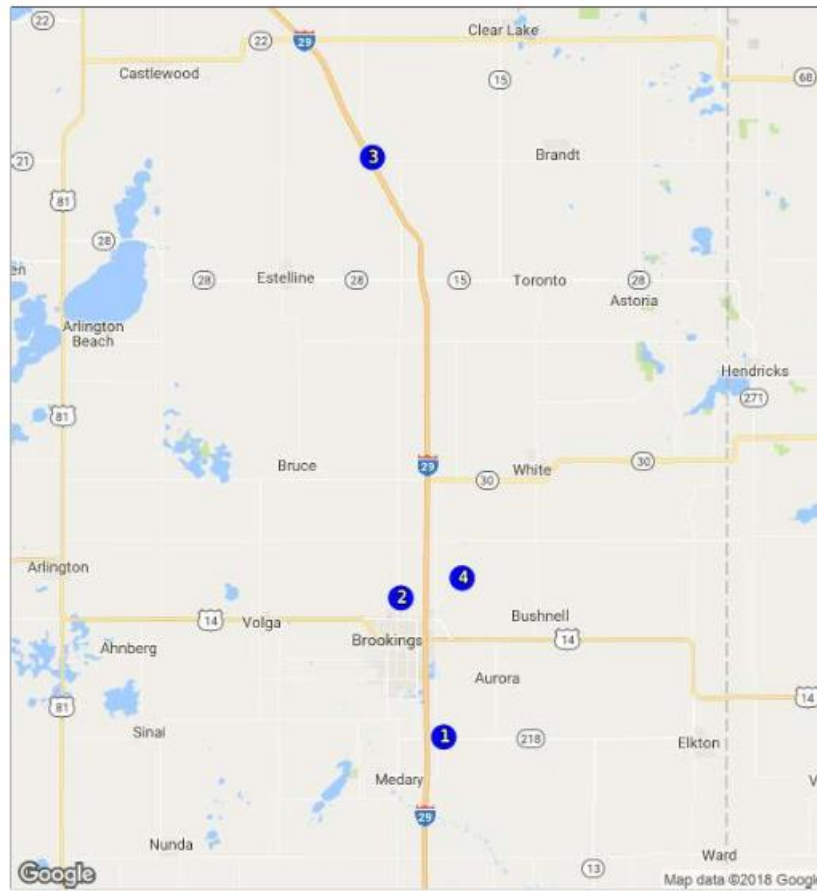 22
Clear Lake
22
29
Castlewood
15
68
3
Brandt
21
81
28
Estelline
28
28
15
Toronto
28
Astoria
Arlington
Beach
Hendricks
271
81
Bruce
29
White
30
30
Arlington
4
2
14
Volga
Bushnell
Brookings
14
Ahnberg
Aurora
81
14
Sinai
1
218
Elkton
Medary
29
Nunda
Ward
13
Google
Map data ©2018 Google